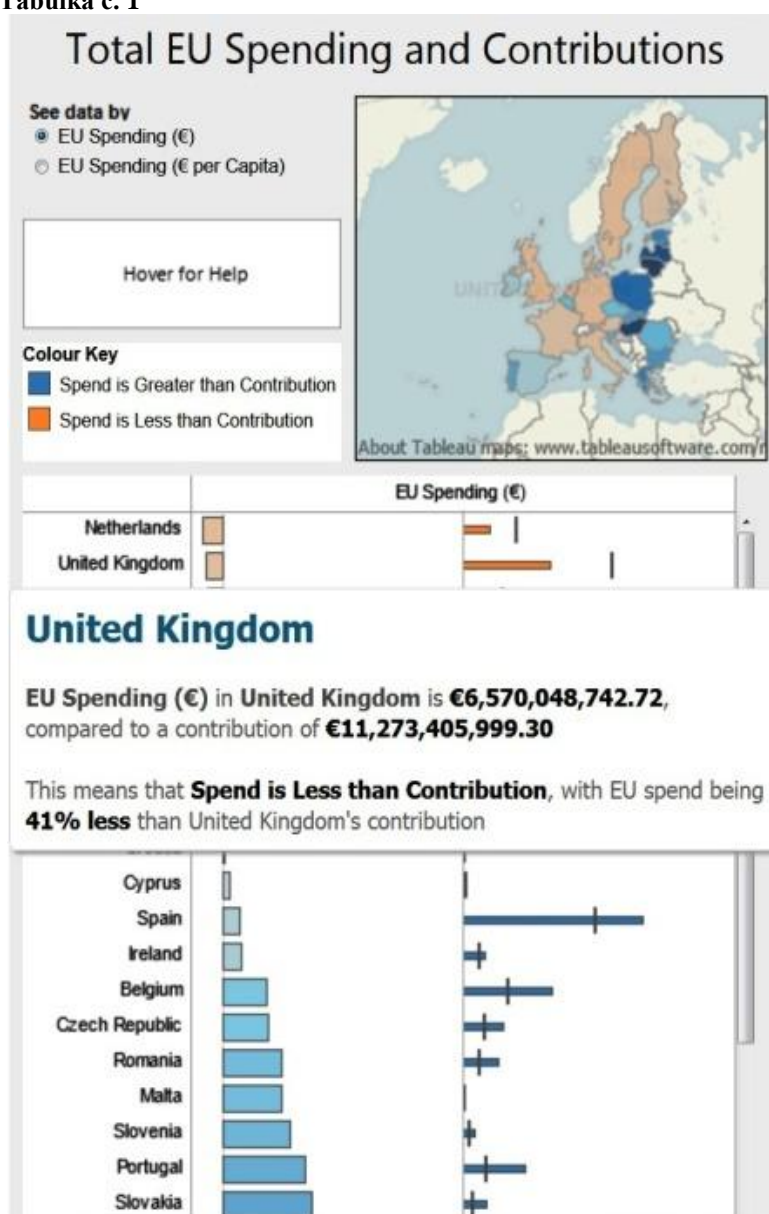 Tabulka č. 1
Total EU Spending and Contributions
See data by
EU Spending (€)
EU Spending (€ per Capita)
Hover for Help
Colour Key
Spend is Greater than Contribution
Spend is Less than Contribution
About Tableau maps: www.tableausoftware.com/
EU Spending (€)
Netherlands
United Kingdom
United Kingdom
EU Spending (€) in United Kingdom is €6,570,048,742.72,
compared to a contribution of €11,273,405,999.30
This means that Spend is Less than Contribution, with EU spend being
41% less than United Kingdom's contribution
Cyprus
Spain
Ireland
Belgium
Czech Republic
Romania
Malta
Slovenia
Portugal
Slovakia